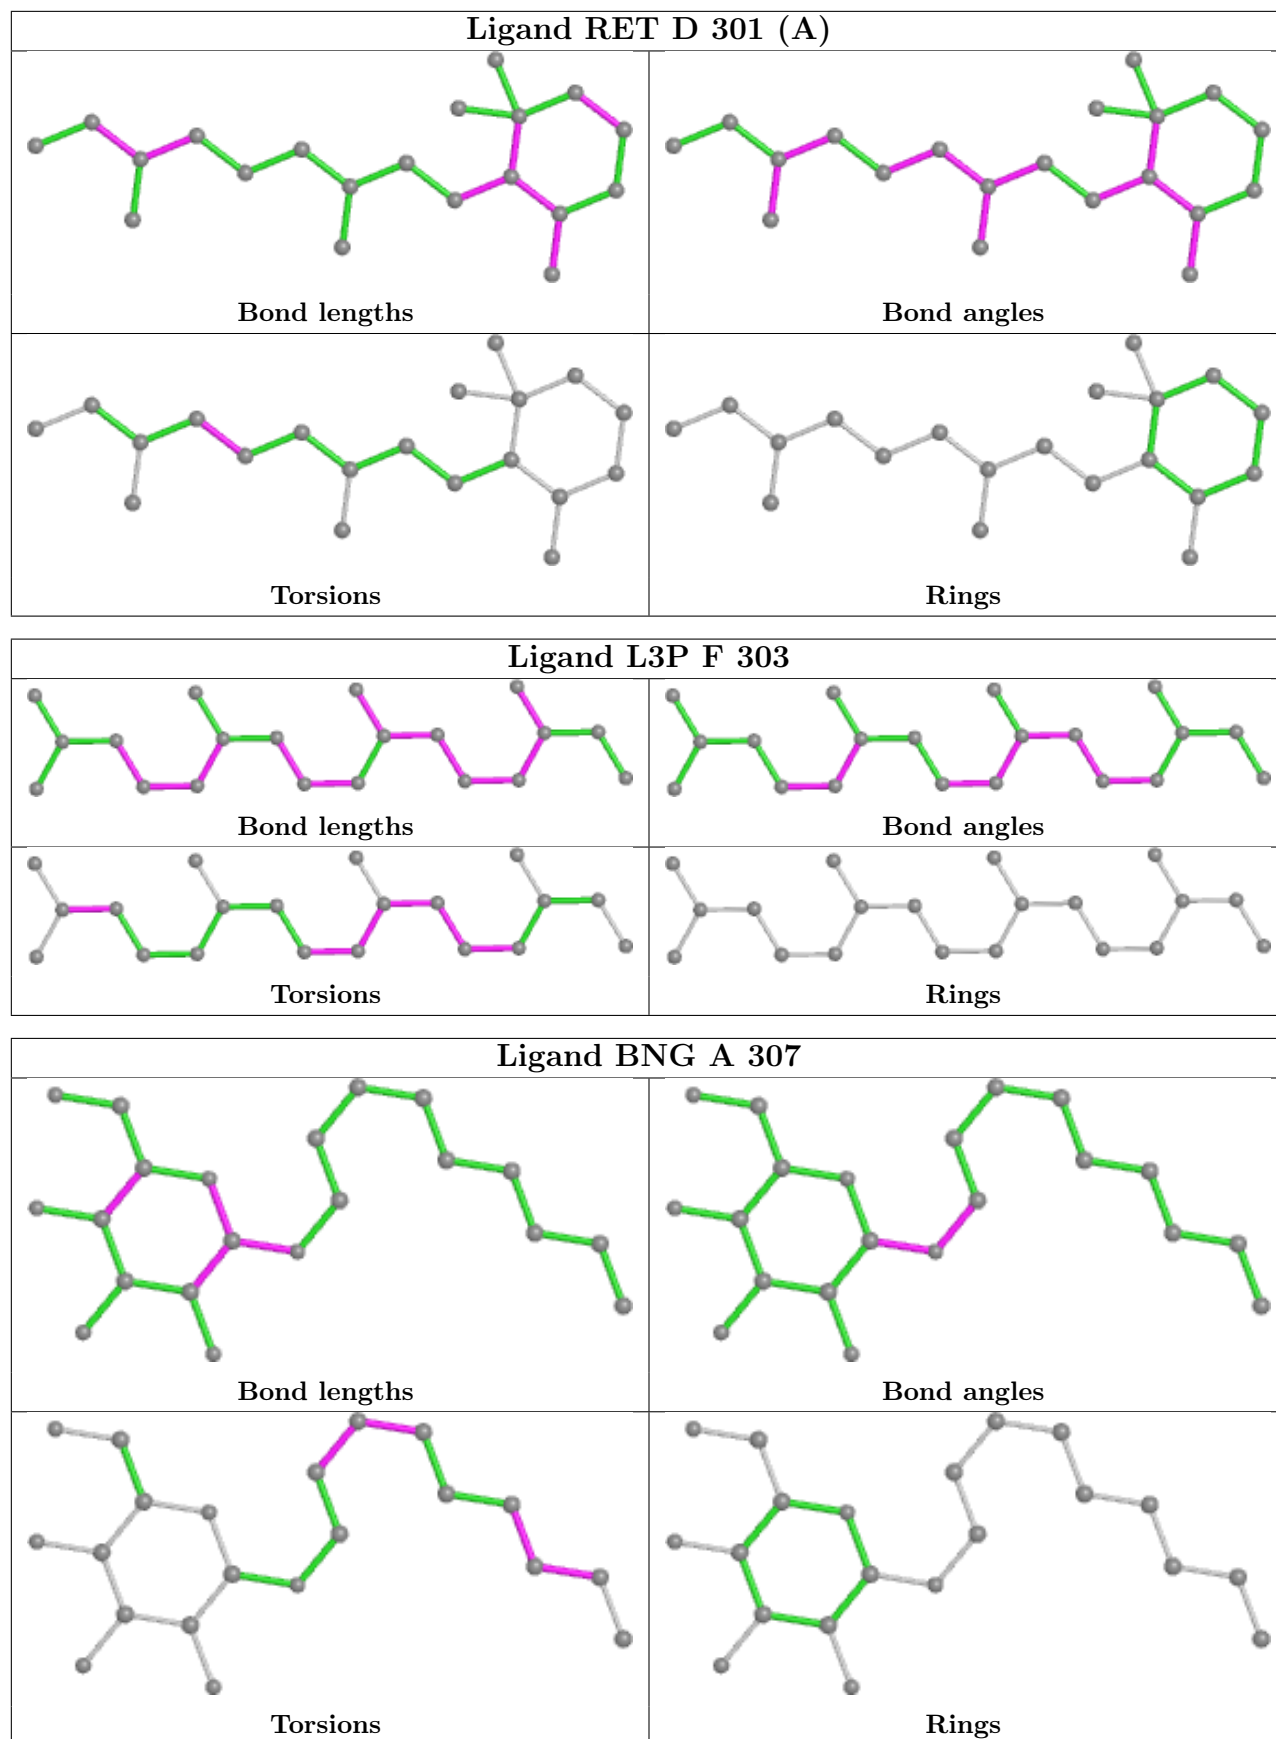 Ligand RET D 301 (A)
Bond lengths
Bond angles
Torsions
Rings
Ligand L3P F 303
Bond lengths
Bond angles
Torsions
Rings
Ligand BNG A 307
Bond lengths
Bond angles
Torsions
Rings